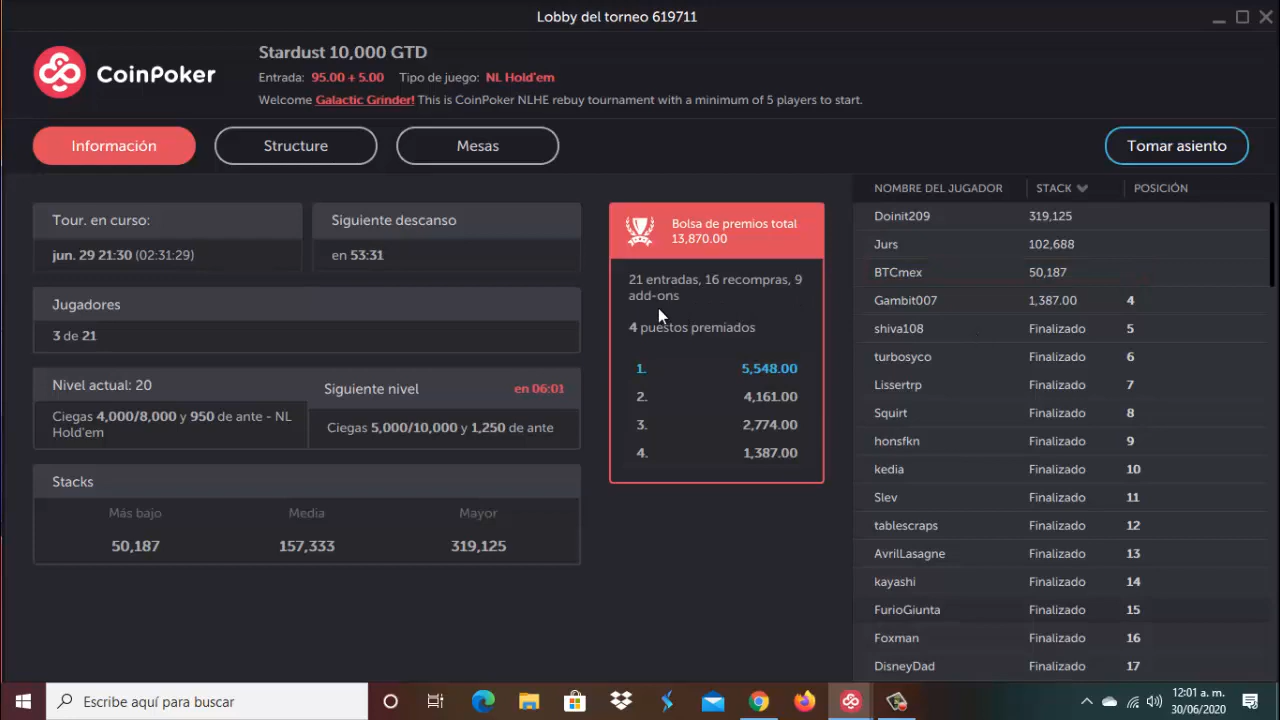 Lobby del torneo 619711
CoinPoker
Stardust 10,000 GTD
Entrada: 95.00 + 5.00 Tipo de juego: NL Hold'em
Welcome Galactic Grinder! This is CoinPoker NLHE rebuy tournament with a minimum of 5 players to start.
Información Structure Mesas Tomar asiento
Tour. en curso:
jun. 29 21:30 (02:31:29)
Siguiente descanso
en 53:31
Jugadores
3 de 21
Nivel actual: 20
Ciegas 4,000/8,000 y 950 de ante - NL
Hold'em
Siguiente nivel en 06:01
Ciegas 5,000/10,000 y 1,250 de ante
Stacks
Más bajo Media Mayor
50,187 157,333 319,125
Bolsa de premios total
13,870.00
21 entradas, 16 recompras, 9
add-ons
4 puestos premiados
1. 5,548.00
2. 4,161.00
3. 2,774.00
4. 1,387.00
NOMBRE DEL JUGADOR STACK POSICIÓN
Doinit209 319,125
Jurs 102,688
BTCmex 50,187
Gambit007 1,387.00 4
shiva108 Finalizado 5
turbosyco Finalizado 6
Lissertrp Finalizado 7
Squirt Finalizado 8
honsfkn Finalizado 9
kedia Finalizado 10
Slev Finalizado 11
tablescraps Finalizado 12
AvrilLasagne Finalizado 13
kayashi Finalizado 14
FurioGiunta Finalizado 15
Foxman Finalizado 16
DisneyDad Finalizado 17
Escribe aquí para buscar
12:01 a. m.
30/06/2020